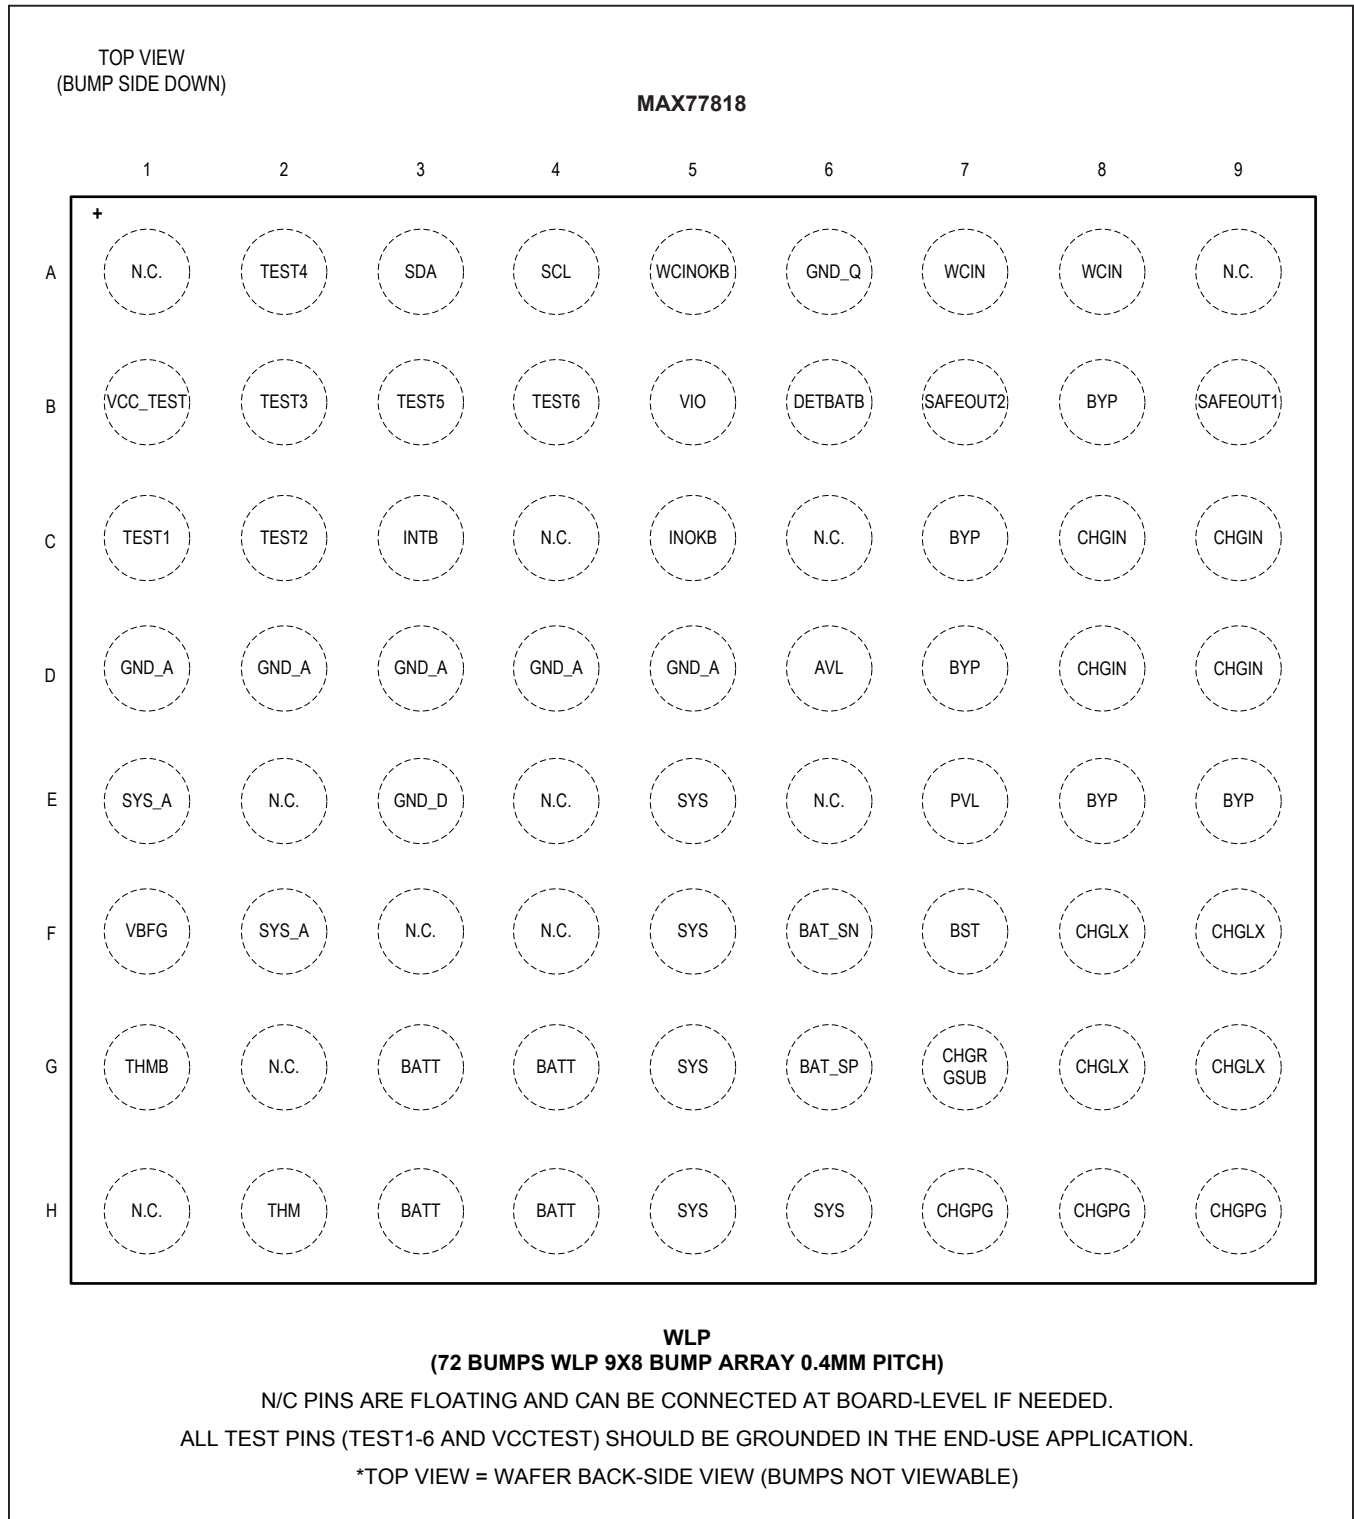 TOP VIEW
(BUMP SIDE DOWN)
MAX77818
1 2 3 4 5 6 7 8 9
+
A N.C. TEST4 SDA SCL WCINOKB GND_Q WCIN WCIN N.C.
B VCC_TEST TEST3 TEST5 TEST6 VIO DETBATB SAFEOUT2 BYP SAFEOUT1
C TEST1 TEST2 INTB N.C. INOKB N.C. BYP CHGIN CHGIN
D GND_A GND_A GND_A GND_A GND_A AVL BYP CHGIN CHGIN
E SYS_A N.C. GND_D N.C. SYS N.C. PVL BYP BYP
F VBFG SYS_A N.C. N.C. SYS BAT_SN BST CHGLX CHGLX
G THMB N.C. BATT BATT SYS BAT_SP CHGR GSUB CHGLX CHGLX
H N.C. THM BATT BATT SYS SYS CHGPG CHGPG CHGPG
WLP
(72 BUMPS WLP 9X8 BUMP ARRAY 0.4MM PITCH)
N/C PINS ARE FLOATING AND CAN BE CONNECTED AT BOARD-LEVEL IF NEEDED.
ALL TEST PINS (TEST1-6 AND VCCTEST) SHOULD BE GROUNDED IN THE END-USE APPLICATION.
*TOP VIEW = WAFER BACK-SIDE VIEW (BUMPS NOT VIEWABLE)